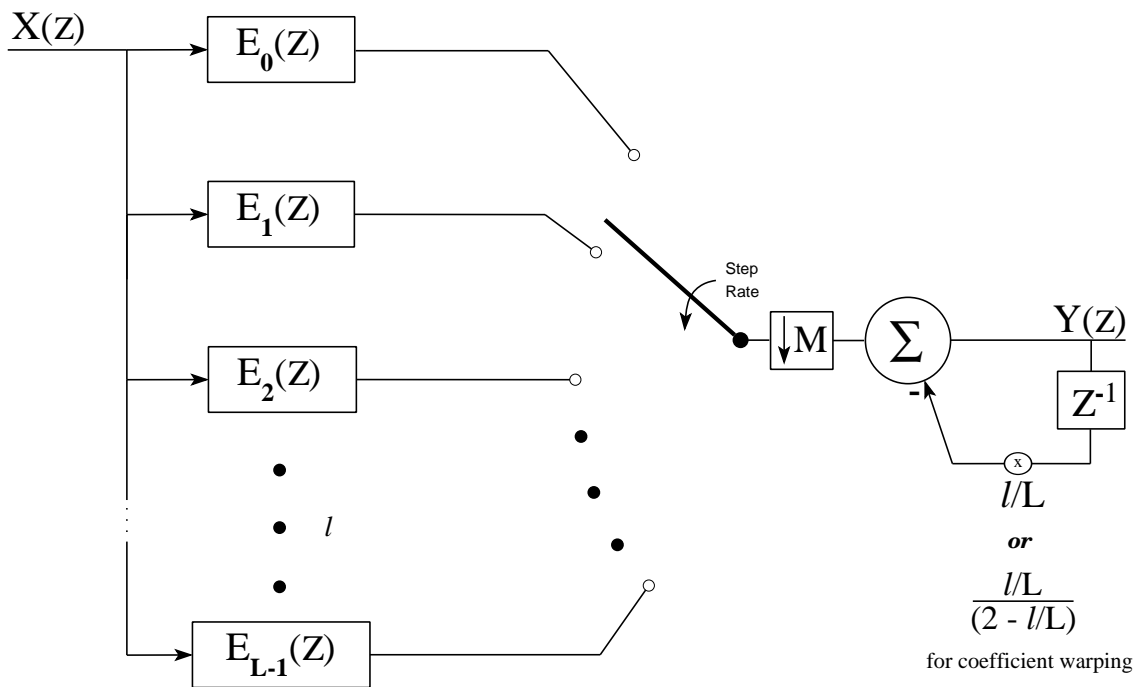 X(Z)
E0(Z)
E1(Z)
Step
Rate
↓M
Σ
Y(Z)
E2(Z)
-
Z-1
x
l/L
or
l
l/L
(2 - l/L)
EL-1(Z)
for coefficient warping